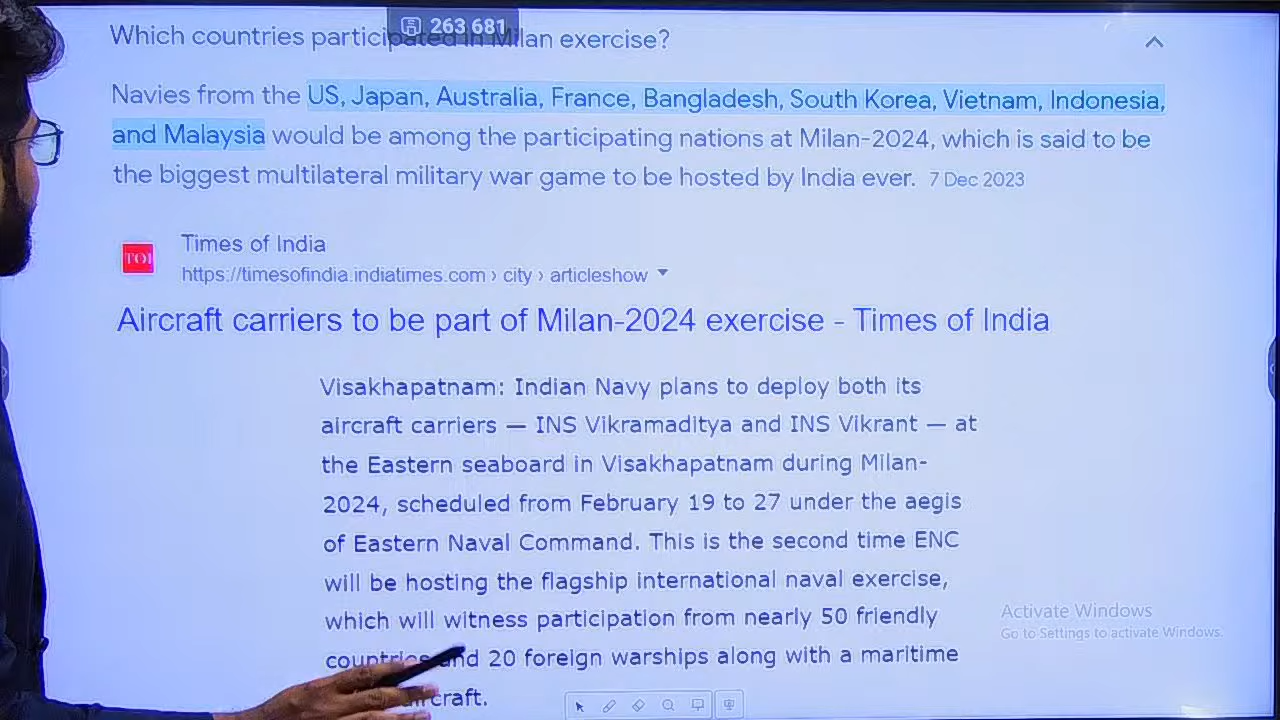 263 681
Which countries participated in Milan exercise?
Navies from the US, Japan, Australia, France, Bangladesh, South Korea, Vietnam, Indonesia,
and Malaysia would be among the participating nations at Milan-2024, which is said to be
the biggest multilateral military war game to be hosted by India ever. 7 Dec 2023
TOI
Times of India
https://timesofindia.indiatimes.com › city › articleshow
Aircraft carriers to be part of Milan-2024 exercise - Times of India
Visakhapatnam: Indian Navy plans to deploy both its
aircraft carriers — INS Vikramaditya and INS Vikrant — at
the Eastern seaboard in Visakhapatnam during Milan-
2024, scheduled from February 19 to 27 under the aegis
of Eastern Naval Command. This is the second time ENC
will be hosting the flagship international naval exercise,
which will witness participation from nearly 50 friendly
countries and 20 foreign warships along with a maritime
aircraft.
Activate Windows
Go to Settings to activate Windows.